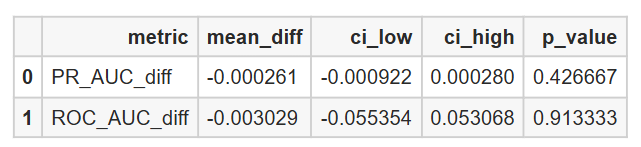 metric mean_diff ci_low ci_high p_value
0 PR_AUC_diff -0.000261 -0.000922 0.000280 0.426667
1 ROC_AUC_diff -0.003029 -0.055354 0.053068 0.913333